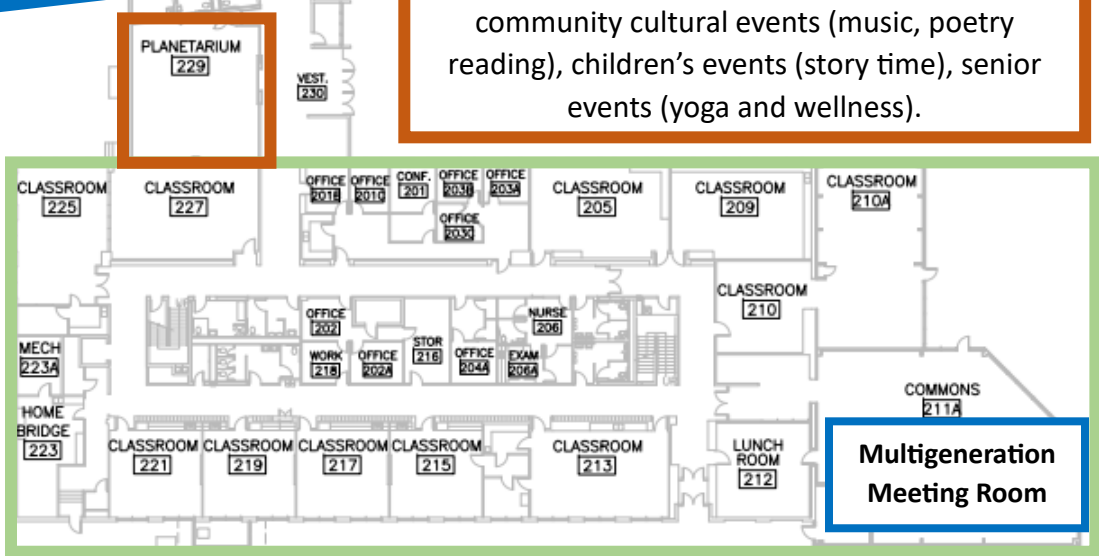 community cultural events (music, poetry
reading), children’s events (story time), senior
events (yoga and wellness).
PLANETARIUM
229
VEST.
230
CLASSROOM
225
CLASSROOM
227
OFFICE
201B
OFFICE
201C
CONF.
201
OFFICE
203B
OFFICE
203A
OFFICE
203C
CLASSROOM
205
CLASSROOM
209
CLASSROOM
210A
CLASSROOM
210
OFFICE
202
WORK
218
OFFICE
202A
STOR
216
OFFICE
204A
NURSE
206
EXAM
206A
MECH
223A
HOME
BRIDGE
223
COMMONS
211A
CLASSROOM
221
CLASSROOM
219
CLASSROOM
217
CLASSROOM
215
CLASSROOM
213
LUNCH
ROOM
212
Multigeneration
Meeting Room